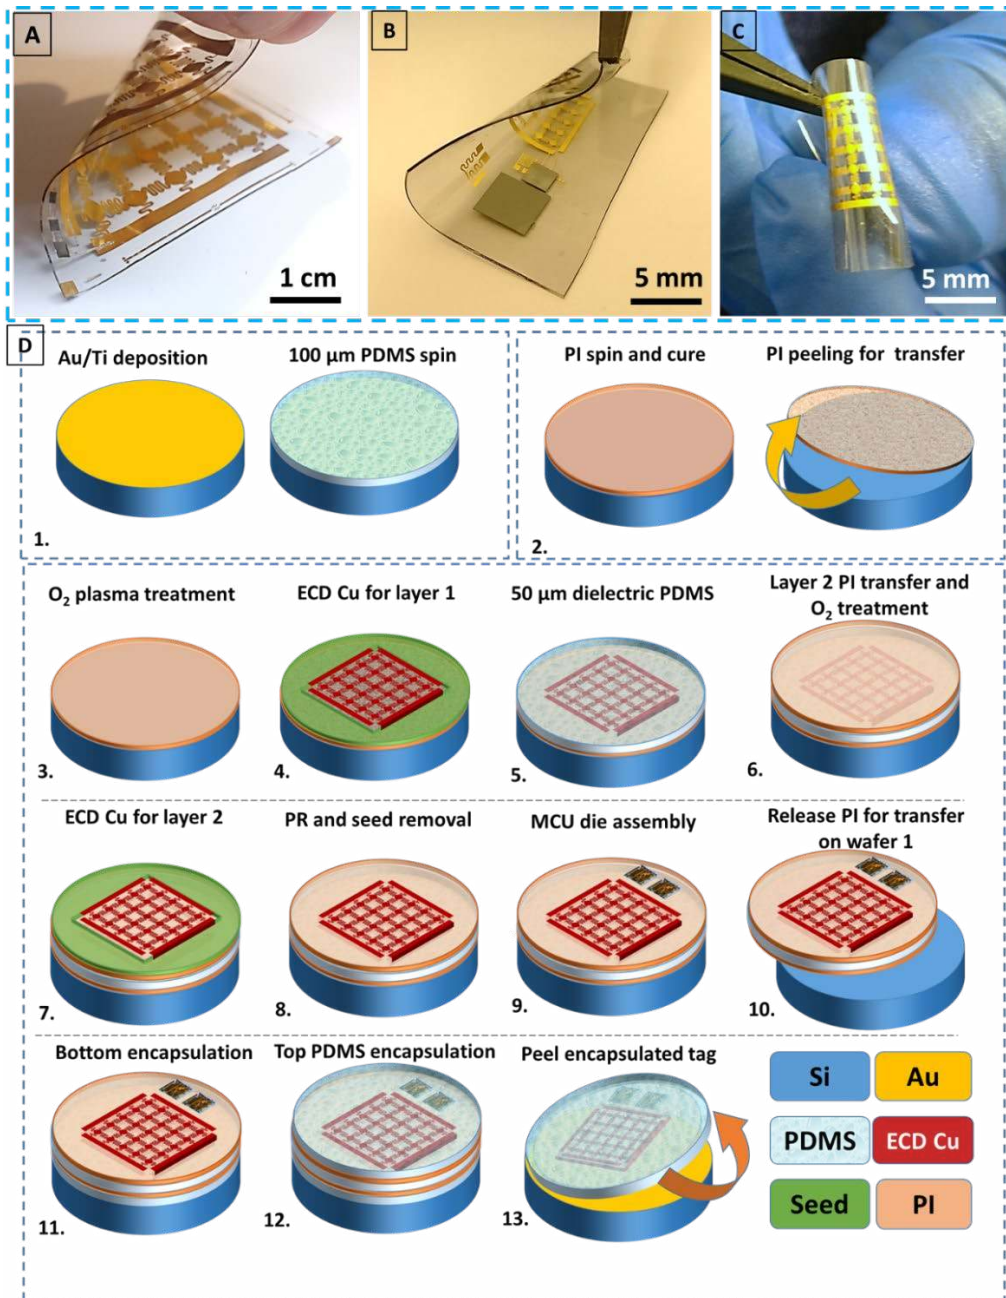 A
B
C
1 cm
5 mm
5 mm
D
Au/Ti deposition
100 µm PDMS spin
PI spin and cure
PI peeling for transfer
1.
2.
O₂ plasma treatment
ECD Cu for layer 1
50 µm dielectric PDMS
Layer 2 PI transfer and
O₂ treatment
3.
4.
5.
6.
ECD Cu for layer 2
PR and seed removal
MCU die assembly
Release PI for transfer
on wafer 1
7.
8.
9.
10.
Bottom encapsulation
Top PDMS encapsulation
Peel encapsulated tag
11.
12.
13.
Si
Au
PDMS
ECD Cu
Seed
PI